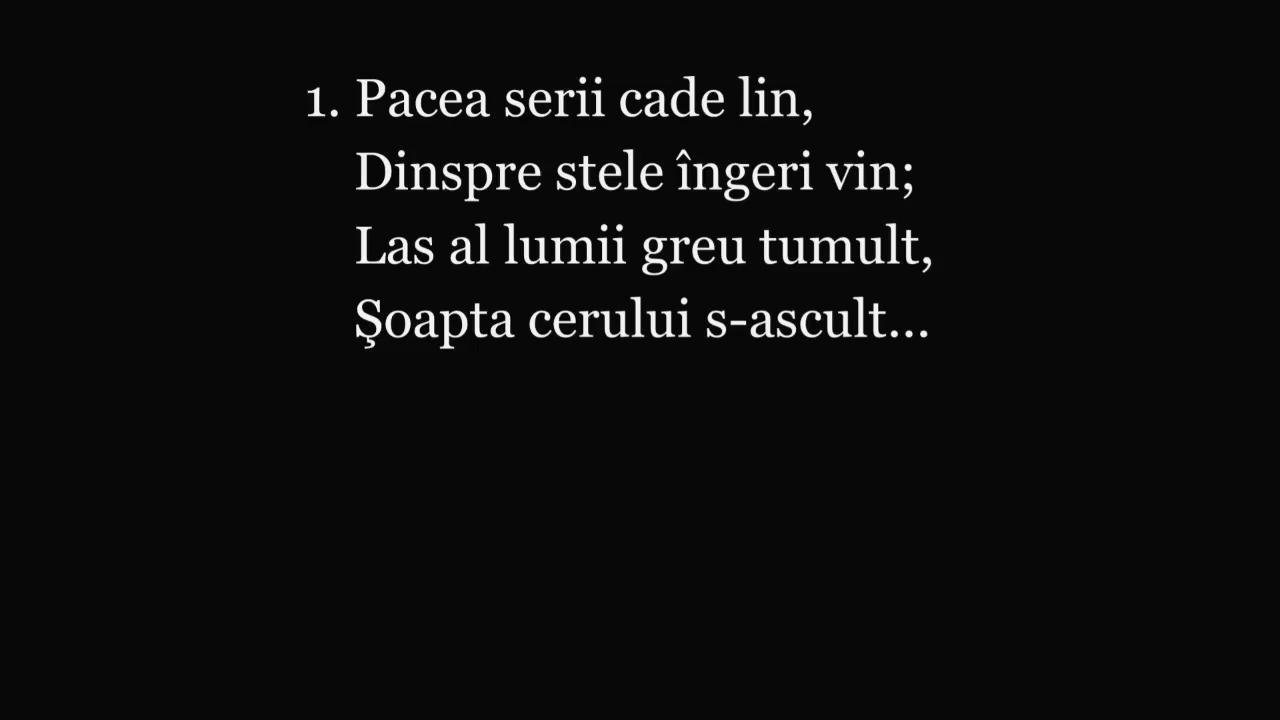 1. Pacea serii cade lin,
Dinspre stele îngeri vin;
Las al lumii greu tumult,
Şoapta cerului s-ascult...